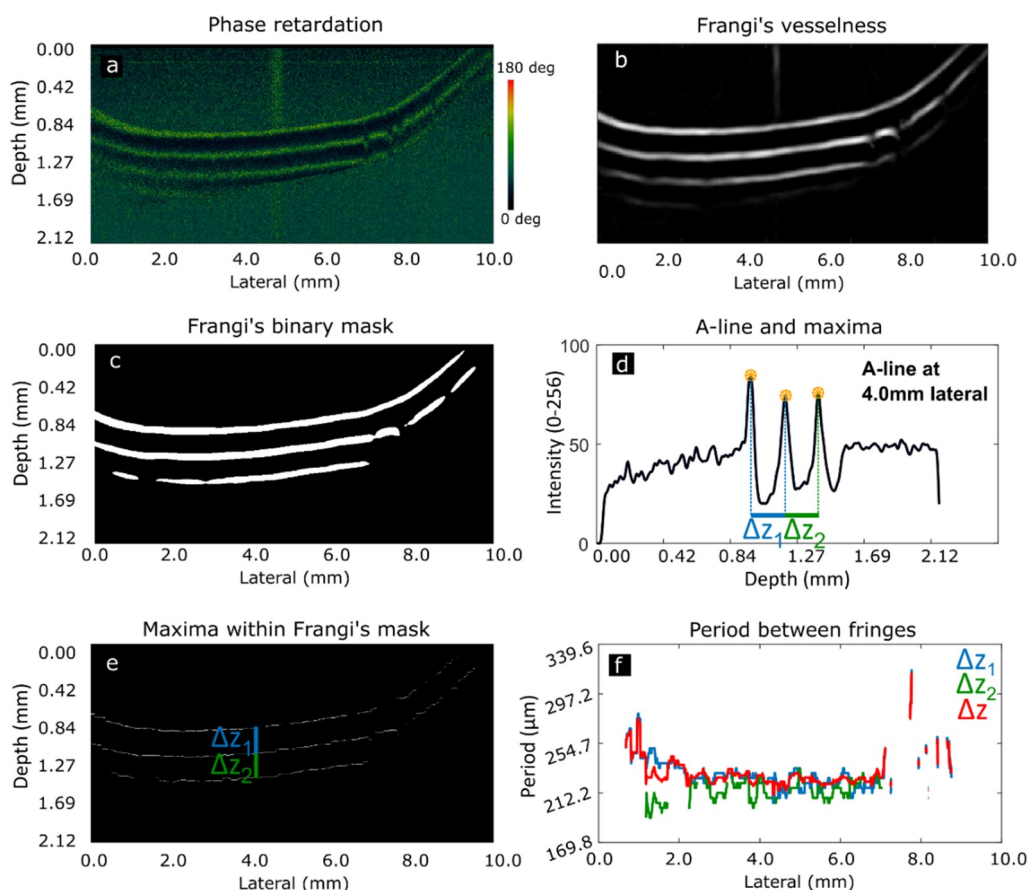 Phase retardation
a
180 deg
0 deg
0.00
0.42
0.84
1.27
1.69
2.12
Depth (mm)
0.0 2.0 4.0 6.0 8.0 10.0
Lateral (mm)
Frangi's vesselness
b
0.0 2.0 4.0 6.0 8.0 10.0
Lateral (mm)
Frangi's binary mask
c
0.00
0.42
0.84
1.27
1.69
2.12
Depth (mm)
0.0 2.0 4.0 6.0 8.0 10.0
Lateral (mm)
A-line and maxima
d
A-line at
4.0mm lateral
100
50
0
Intensity (0-256)
Δz1 Δz2
0.00 0.42 0.84 1.27 1.69 2.12
Depth (mm)
Maxima within Frangi's mask
e
0.00
0.42
0.84
1.27
1.69
2.12
Depth (mm)
Δz1
Δz2
0.0 2.0 4.0 6.0 8.0 10.0
Lateral (mm)
Period between fringes
f
339.6
297.2
254.7
212.2
169.8
Period (μm)
Δz1
Δz2
Δz
0.0 2.0 4.0 6.0 8.0 10.0
Lateral (mm)